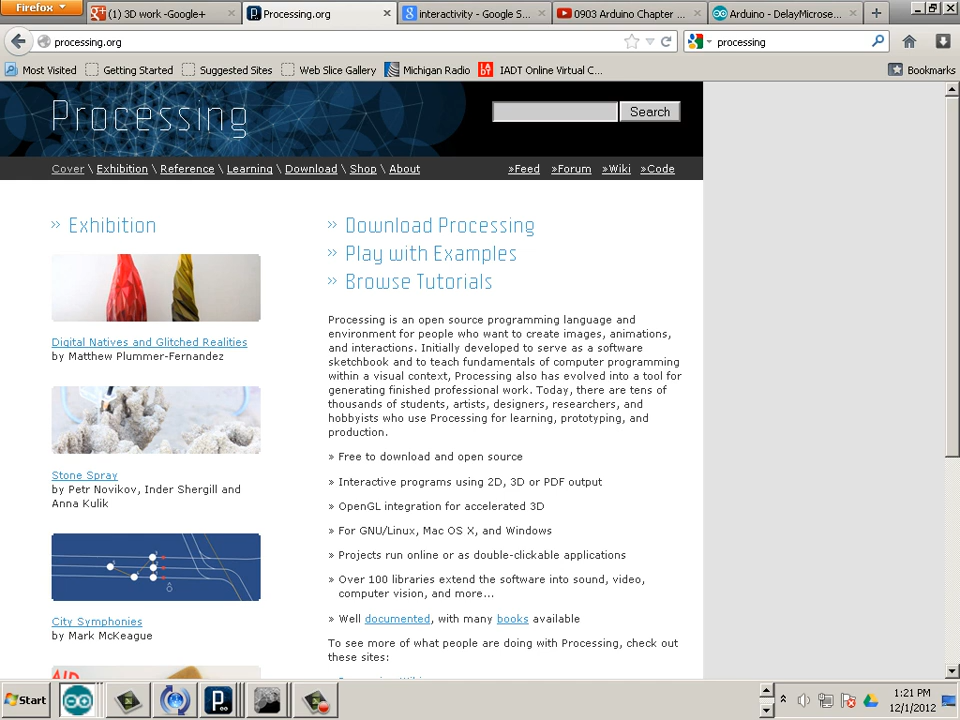 Firefox
(1) 3D work -Google+
Processing.org
interactivity - Google S...
0903 Arduino Chapter ...
Arduino - DelayMicrose...
processing.org
processing
Most Visited
Getting Started
Suggested Sites
Web Slice Gallery
Michigan Radio
IADT Online Virtual C...
Bookmarks
Processing
Search
Cover \ Exhibition \ Reference \ Learning \ Download \ Shop \ About
»Feed »Forum »Wiki »Code
» Exhibition
Digital Natives and Glitched Realities
by Matthew Plummer-Fernandez
Stone Spray
by Petr Novikov, Inder Shergill and
Anna Kulik
City Symphonies
by Mark McKeague
» Download Processing
» Play with Examples
» Browse Tutorials
Processing is an open source programming language and
environment for people who want to create images, animations,
and interactions. Initially developed to serve as a software
sketchbook and to teach fundamentals of computer programming
within a visual context, Processing also has evolved into a tool for
generating finished professional work. Today, there are tens of
thousands of students, artists, designers, researchers, and
hobbyists who use Processing for learning, prototyping, and
production.
» Free to download and open source
» Interactive programs using 2D, 3D or PDF output
» OpenGL integration for accelerated 3D
» For GNU/Linux, Mac OS X, and Windows
» Projects run online or as double-clickable applications
» Over 100 libraries extend the software into sound, video,
computer vision, and more...
» Well documented, with many books available
To see more of what people are doing with Processing, check out
these sites:
Start
1:21 PM
12/1/2012